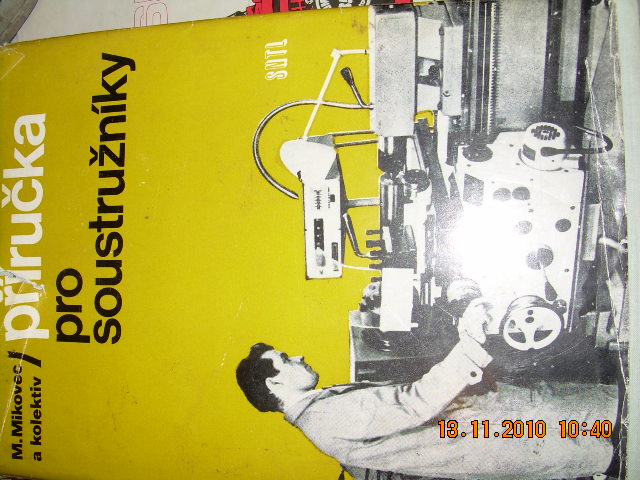 M. Mikovec
a kolektiv
/ příručka
pro
soustružníky
SNTL
13.11.2010 10:40